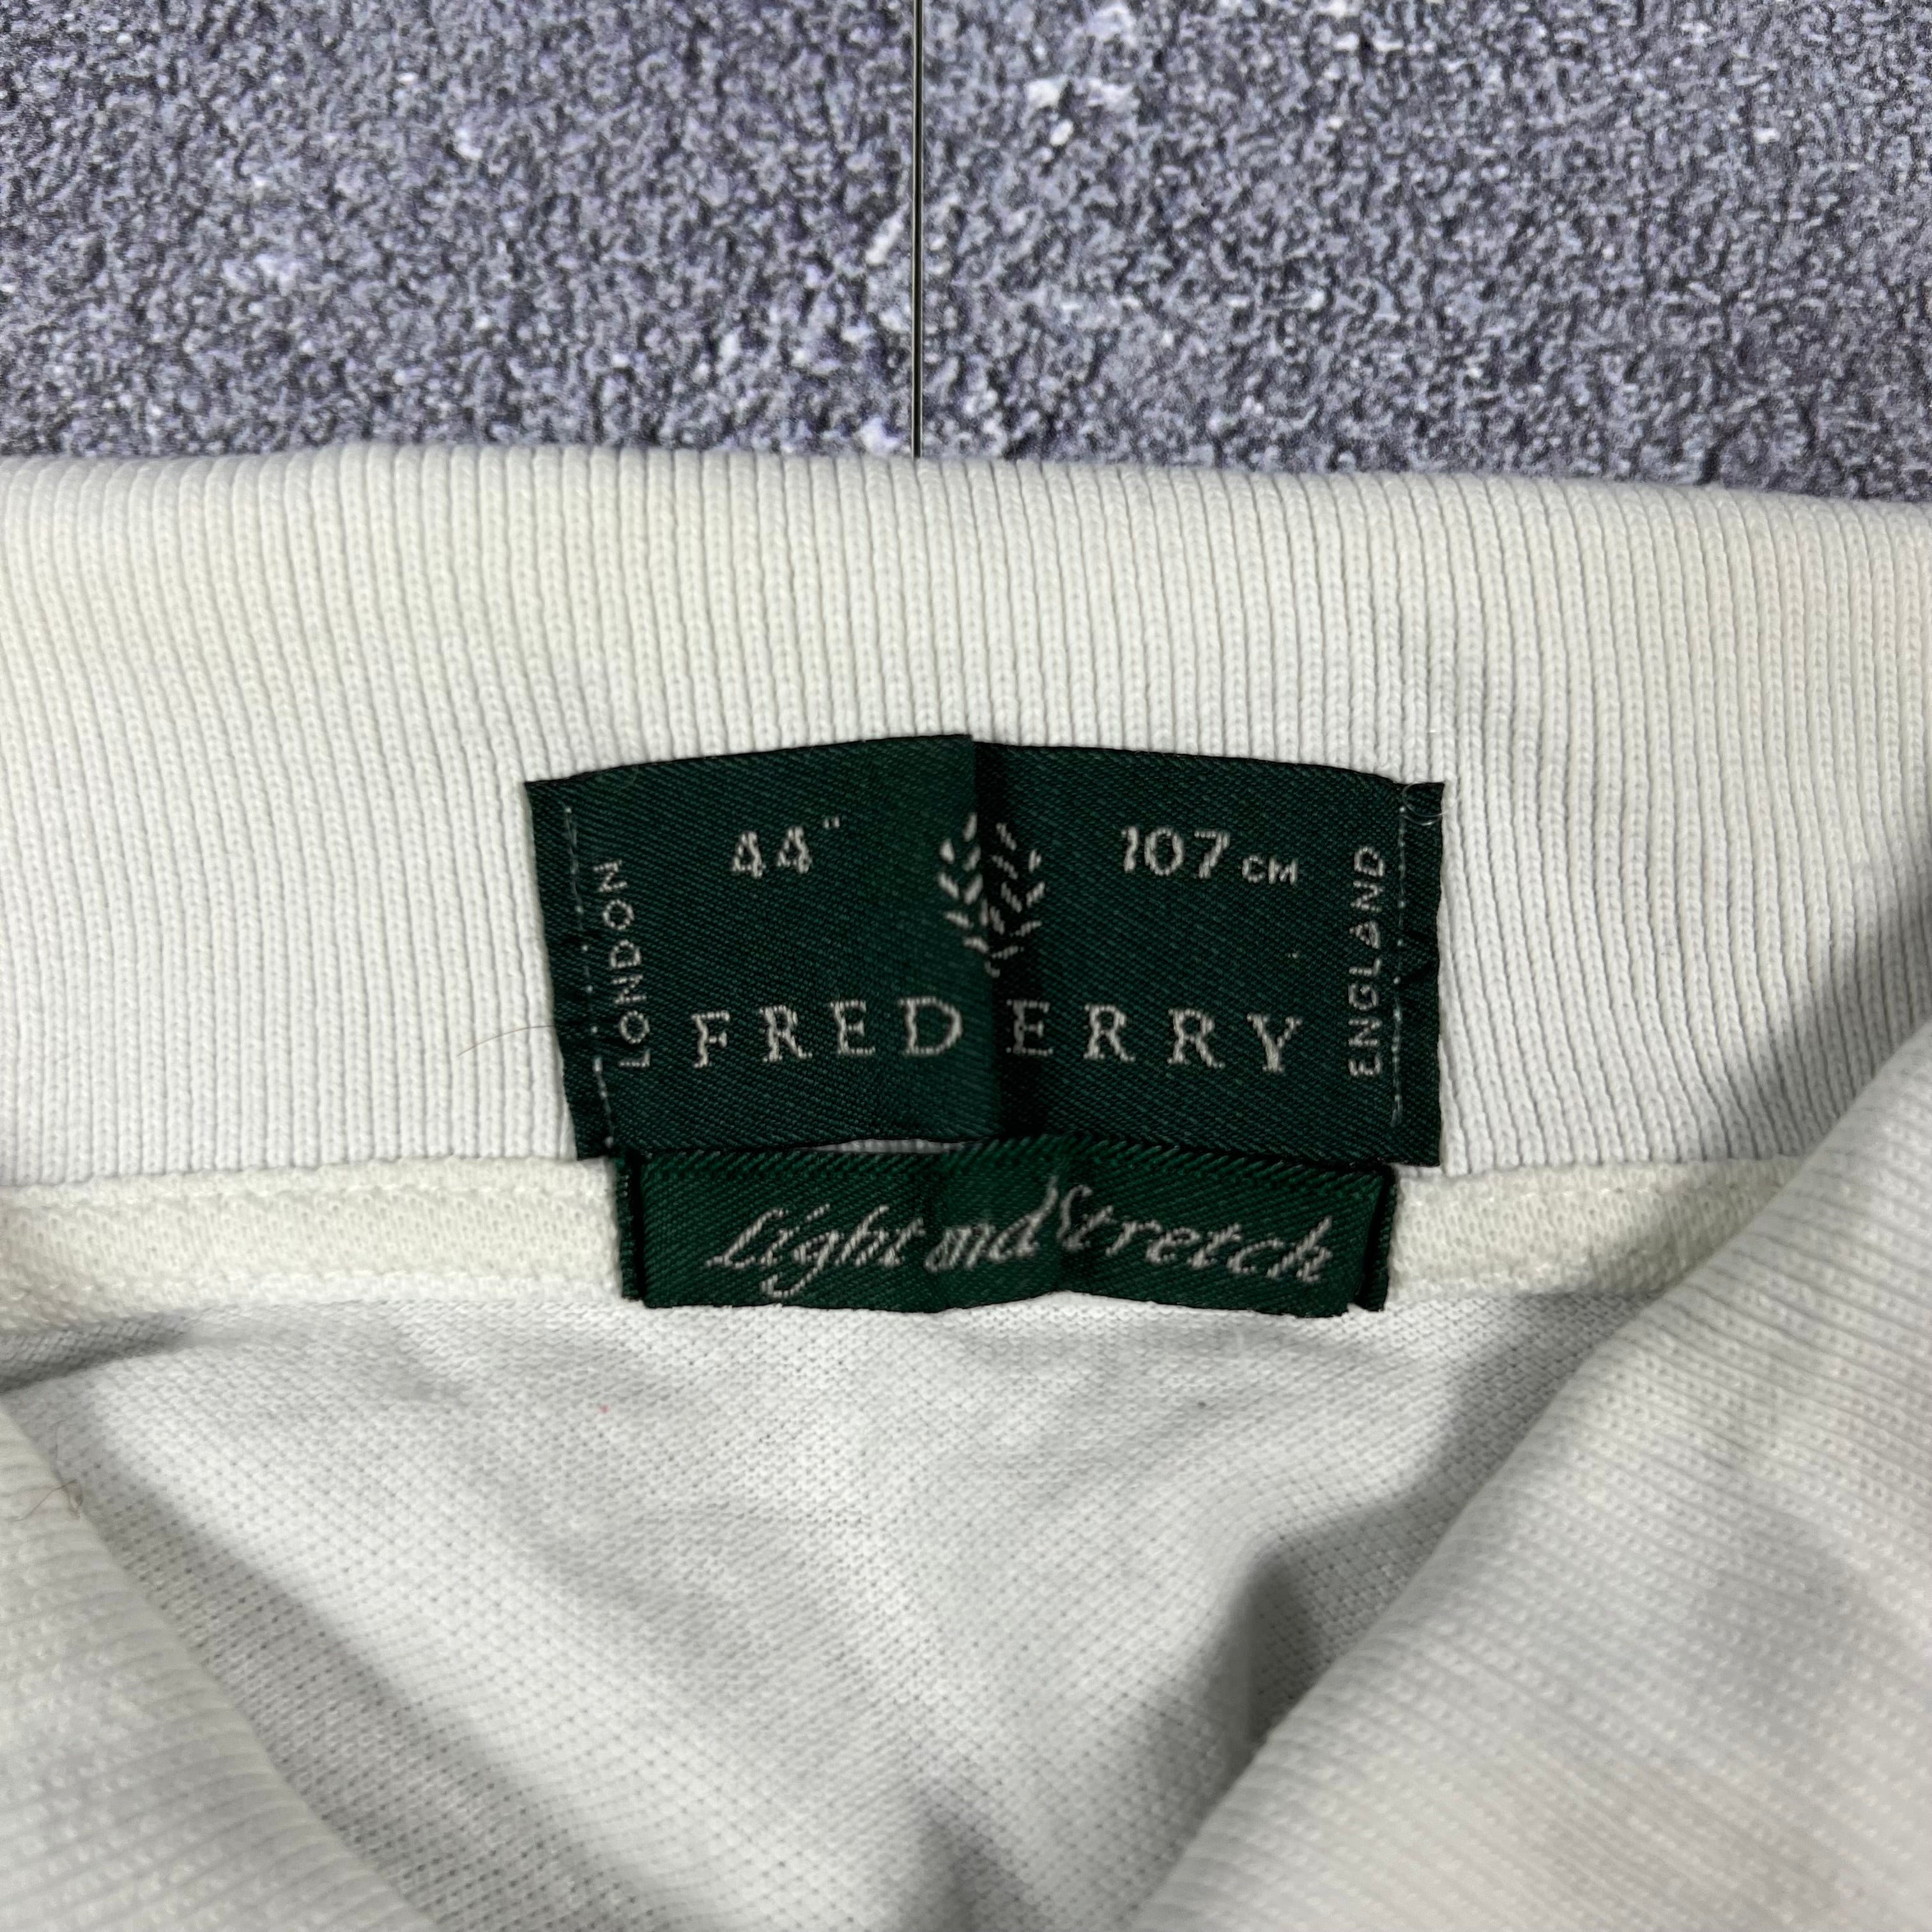 44" 107 CM
LONDON
ENGLAND
FRED ERRY
Light and Stretch